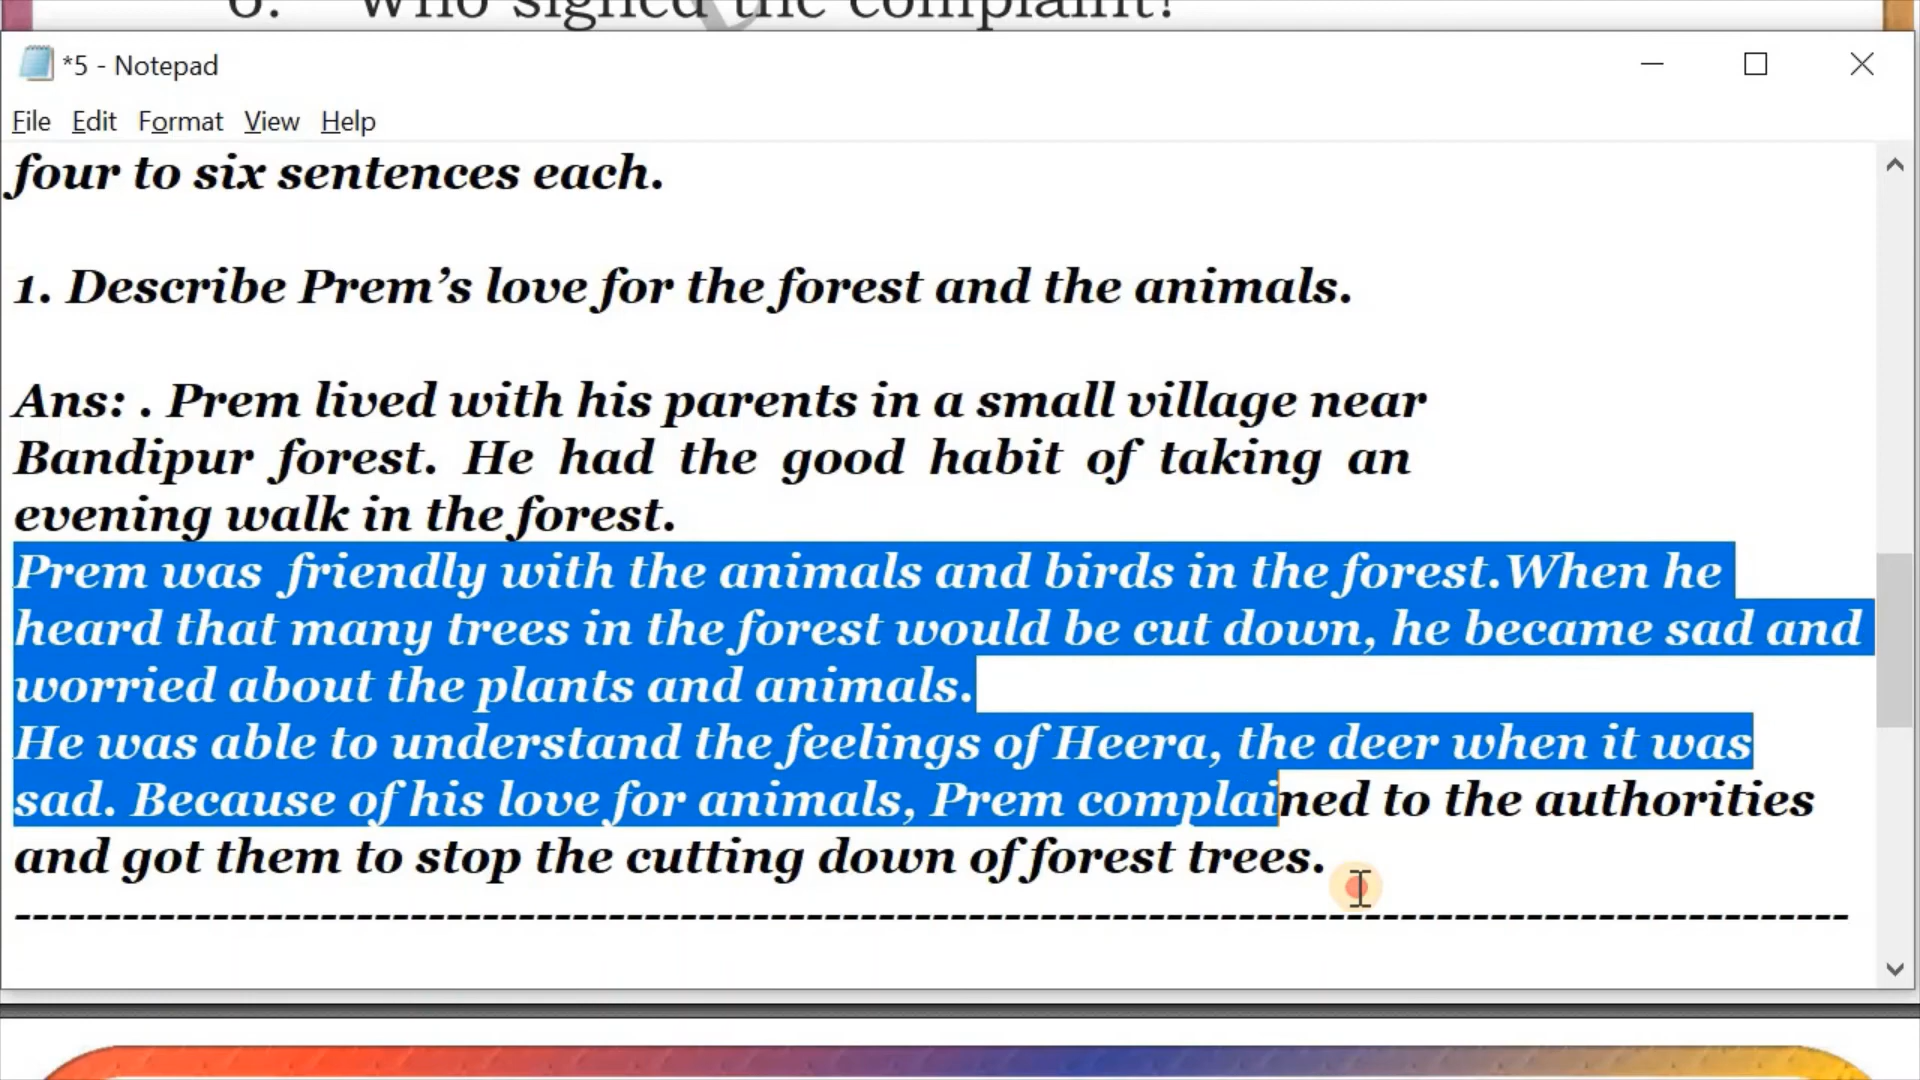 6. Who signed the complaint?
*5 - Notepad
File Edit Format View Help
four to six sentences each.
1. Describe Prem’s love for the forest and the animals.
Ans: . Prem lived with his parents in a small village near
Bandipur forest. He had the good habit of taking an
evening walk in the forest.
Prem was friendly with the animals and birds in the forest.When he
heard that many trees in the forest would be cut down, he became sad and
worried about the plants and animals.
He was able to understand the feelings of Heera, the deer when it was
sad. Because of his love for animals, Prem complained to the authorities
and got them to stop the cutting down of forest trees.
--------------------------------------------------------------------------------------------------------------------------